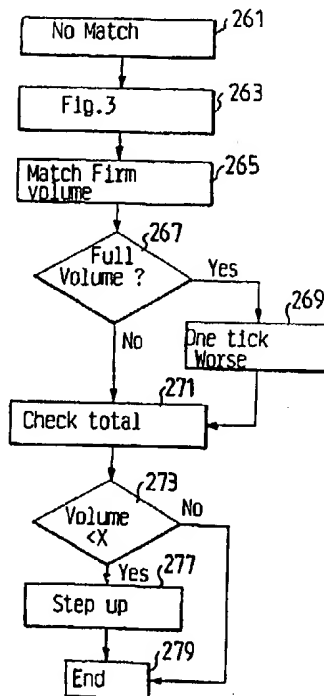 No Match
261
Fig.3
263
Match Firm
volume
265
Full
Volume ?
267
Yes
No
One tick
Worse
269
Check total
271
Volume
<X
273
No
Yes
Step up
277
End
279